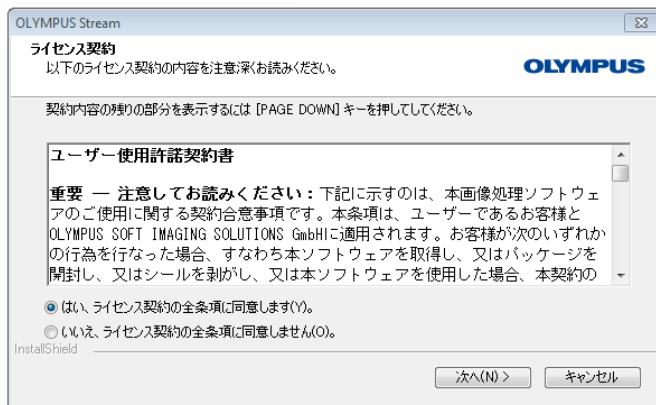 OLYMPUS Stream
ライセンス契約
以下のライセンス契約の内容を注意深くお読みください。
OLYMPUS
契約内容の残りの部分を表示するには [PAGE DOWN] キーを押してしてください。
ユーザー使用許諾契約書
重要 — 注意してお読みください：下記に示すのは、本画像処理ソフトウェ
アのご使用に関する契約合意事項です。本条項は、ユーザーであるお客様と
OLYMPUS SOFT IMAGING SOLUTIONS GmbHに適用されます。お客様が次のいずれか
の行為を行なった場合、すなわち本ソフトウェアを取得し、又はパッケージを
開封し、又はシールを剥がし、又は本ソフトウェアを使用した場合、本契約の
はい、ライセンス契約の全条項に同意します(Y)。
いいえ、ライセンス契約の全条項に同意しません(O)。
InstallShield
次へ(N) >
キャンセル